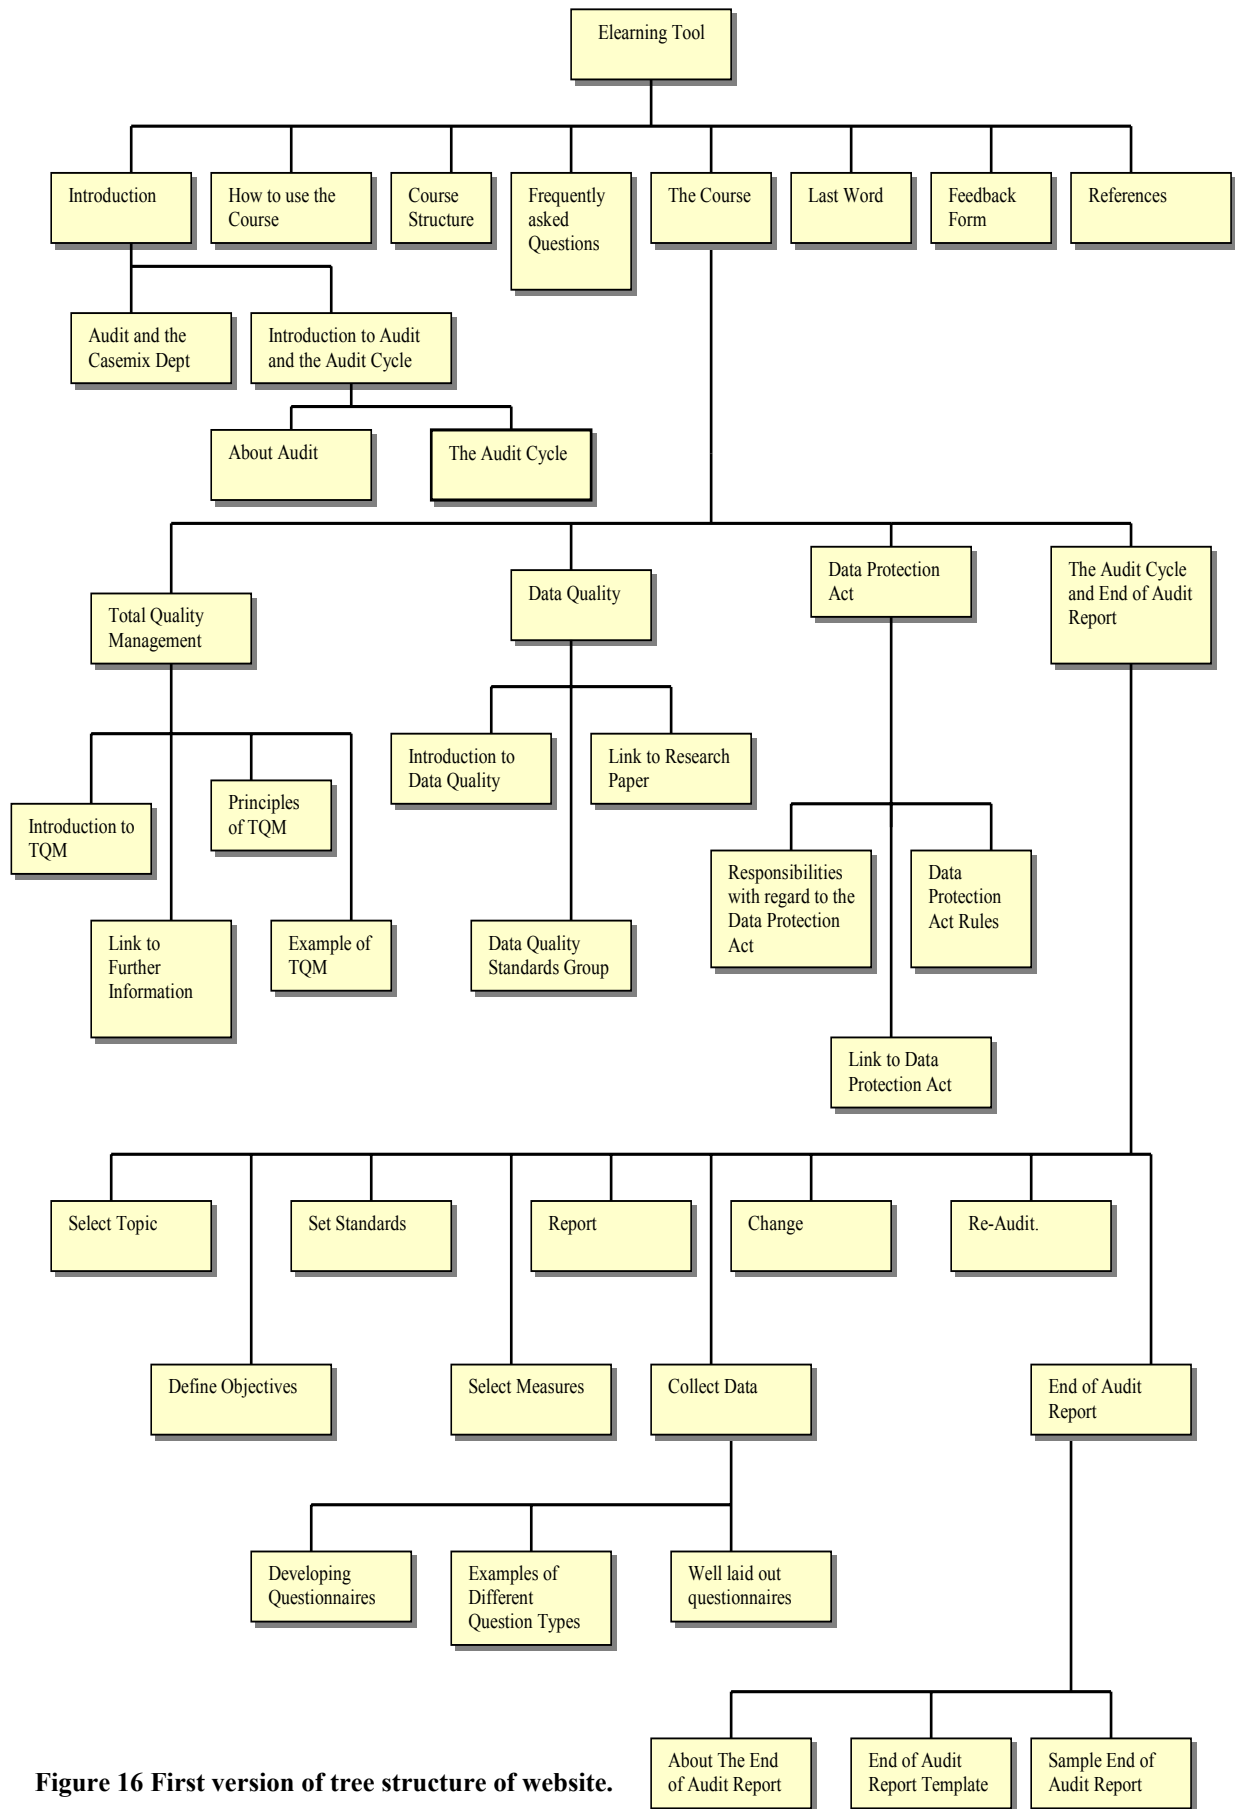 Elearning Tool
Introduction
How to use the
Course
Course
Structure
Frequently
asked
Questions
The Course
Last Word
Feedback
Form
References
Audit and the
Casemix Dept
Introduction to Audit
and the Audit Cycle
About Audit
The Audit Cycle
Total Quality
Management
Data Quality
Data Protection
Act
The Audit Cycle
and End of Audit
Report
Introduction to
TQM
Link to
Further
Information
Principles
of TQM
Example of
TQM
Introduction to
Data Quality
Data Quality
Standards Group
Link to Research
Paper
Responsibilities
with regard to the
Data Protection
Act
Link to Data
Protection Act
Data
Protection
Act Rules
Select Topic
Set Standards
Report
Change
Re-Audit.
Define Objectives
Select Measures
Collect Data
End of Audit
Report
Developing
Questionnaires
Examples of
Different
Question Types
Well laid out
questionnaires
About The End
of Audit Report
End of Audit
Report Template
Sample End of
Audit Report
Figure 16 First version of tree structure of website.